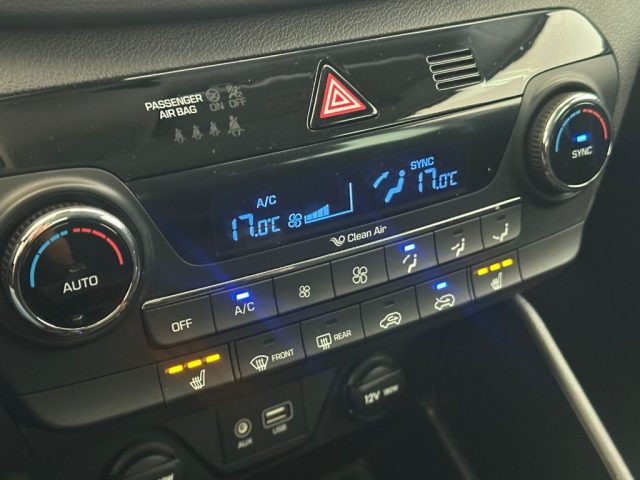 PASSENGER
AIR BAG
ON
OFF
A/C
17.0°C
SYNC
17.0°C
SYNC
Clean Air
AUTO
OFF
A/C
FRONT
REAR
AUX
USB
12V 180W